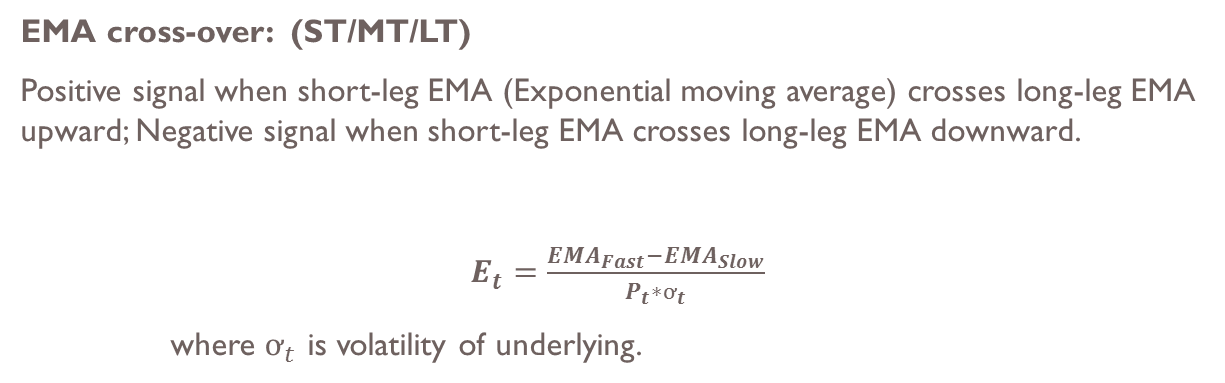 EMA cross-over: (ST/MT/LT)
Positive signal when short-leg EMA (Exponential moving average) crosses long-leg EMA
upward; Negative signal when short-leg EMA crosses long-leg EMA downward.
E_t = (EMA_Fast − EMA_Slow) / (P_t * σ_t)
where σ_t is volatility of underlying.